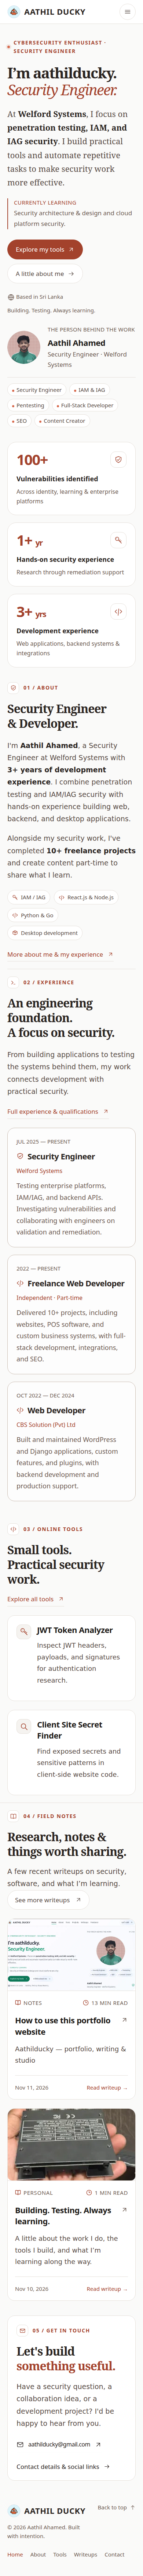 AATHIL DUCKY
CYBERSECURITY ENTHUSIAST ·
SECURITY ENGINEER
I'm aathilducky.
Security Engineer.
At Welford Systems, I focus on
penetration testing, IAM, and
IAG security. I build practical
tools and automate repetitive
tasks to make security work
more effective.
CURRENTLY LEARNING
Security architecture & design and cloud
platform security.
Explore my tools
A little about me
Based in Sri Lanka
Building. Testing. Always learning.
THE PERSON BEHIND THE WORK
Aathil Ahamed
Security Engineer · Welford
Systems
Security Engineer
IAM & IAG
Pentesting
Full-Stack Developer
SEO
Content Creator
100+
Vulnerabilities identified
Across identity, learning & enterprise
platforms
1+ yr
Hands-on security experience
Research through remediation support
3+ yrs
Development experience
Web applications, backend systems &
integrations
01 / ABOUT
Security Engineer
& Developer.
I'm Aathil Ahamed, a Security
Engineer at Welford Systems with
3+ years of development
experience. I combine penetration
testing and IAM/IAG security with
hands-on experience building web,
backend, and desktop applications.
Alongside my security work, I've
completed 10+ freelance projects
and create content part-time to
share what I learn.
IAM / IAG
React.js & Node.js
Python & Go
Desktop development
More about me & my experience
02 / EXPERIENCE
An engineering
foundation.
A focus on security.
From building applications to testing
the systems behind them, my work
connects development with
practical security.
Full experience & qualifications
JUL 2025 — PRESENT
Security Engineer
Welford Systems
Testing enterprise platforms,
IAM/IAG, and backend APIs.
Investigating vulnerabilities and
collaborating with engineers on
validation and remediation.
2022 — PRESENT
Freelance Web Developer
Independent · Part-time
Delivered 10+ projects, including
websites, POS software, and
custom business systems, with full-
stack development, integrations,
and SEO.
OCT 2022 — DEC 2024
Web Developer
CBS Solution (Pvt) Ltd
Built and maintained WordPress
and Django applications, custom
features, and plugins, with
backend development and
production support.
03 / ONLINE TOOLS
Small tools.
Practical security
work.
Explore all tools
JWT Token Analyzer
Inspect JWT headers,
payloads, and signatures
for authentication
research.
Client Site Secret
Finder
Find exposed secrets and
sensitive patterns in
client-side website code.
04 / FIELD NOTES
Research, notes &
things worth sharing.
A few recent writeups on security,
software, and what I'm learning.
See more writeups
AATHIL DUCKY
I'm aathilducky.
Security Engineer.
NOTES
13 MIN READ
How to use this portfolio
website
Aathilducky — portfolio, writing &
studio
Nov 11, 2026
Read writeup →
PERSONAL
1 MIN READ
Building. Testing. Always
learning.
A little about the work I do, the
tools I build, and what I'm
learning along the way.
Nov 10, 2026
Read writeup →
05 / GET IN TOUCH
Let's build
something useful.
Have a security question, a
collaboration idea, or a
development project? I'd be
happy to hear from you.
aathilducky@gmail.com
Contact details & social links
AATHIL DUCKY
Back to top
© 2026 Aathil Ahamed. Built
with intention.
Home
About
Tools
Writeups
Contact